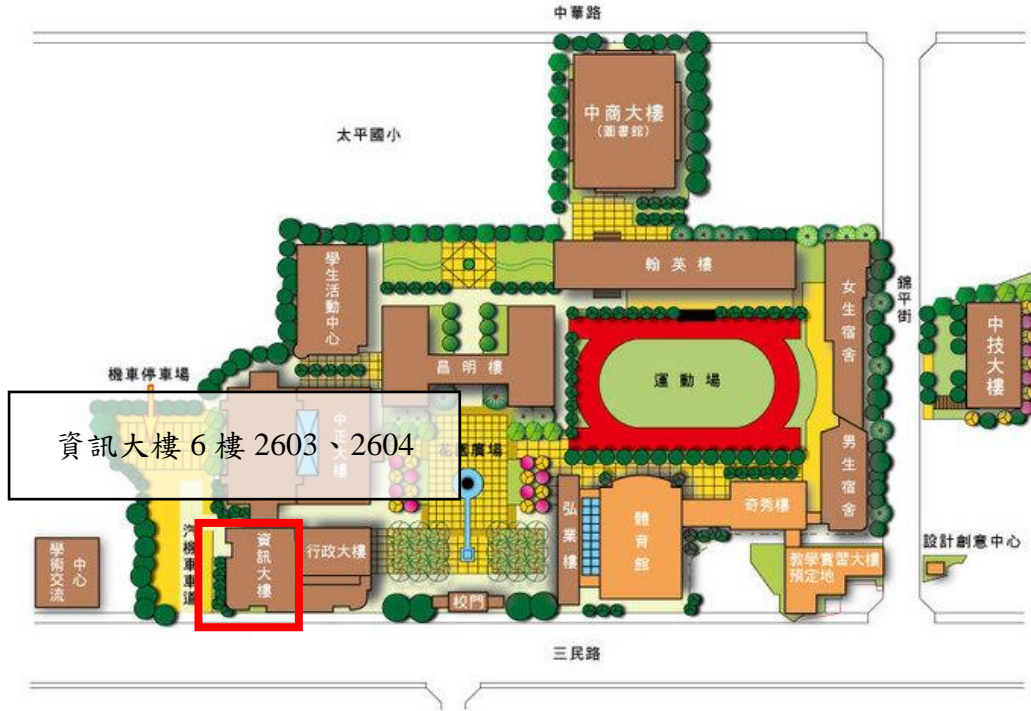 中華路
中商大樓
(圖書館)
太平國小
學生活動中心
翰英樓
女生宿舍
錦平街
中技大樓
昌明樓
運動場
機車停車場
中正大樓
資訊大樓 6 樓 2603、2604
花園廣場
男生宿舍
弘業樓
體育館
奇秀樓
汽機車車道
資訊大樓
行政大樓
學術交流
中心
設計創意中心
教學實習大樓
預定地
校門
三民路